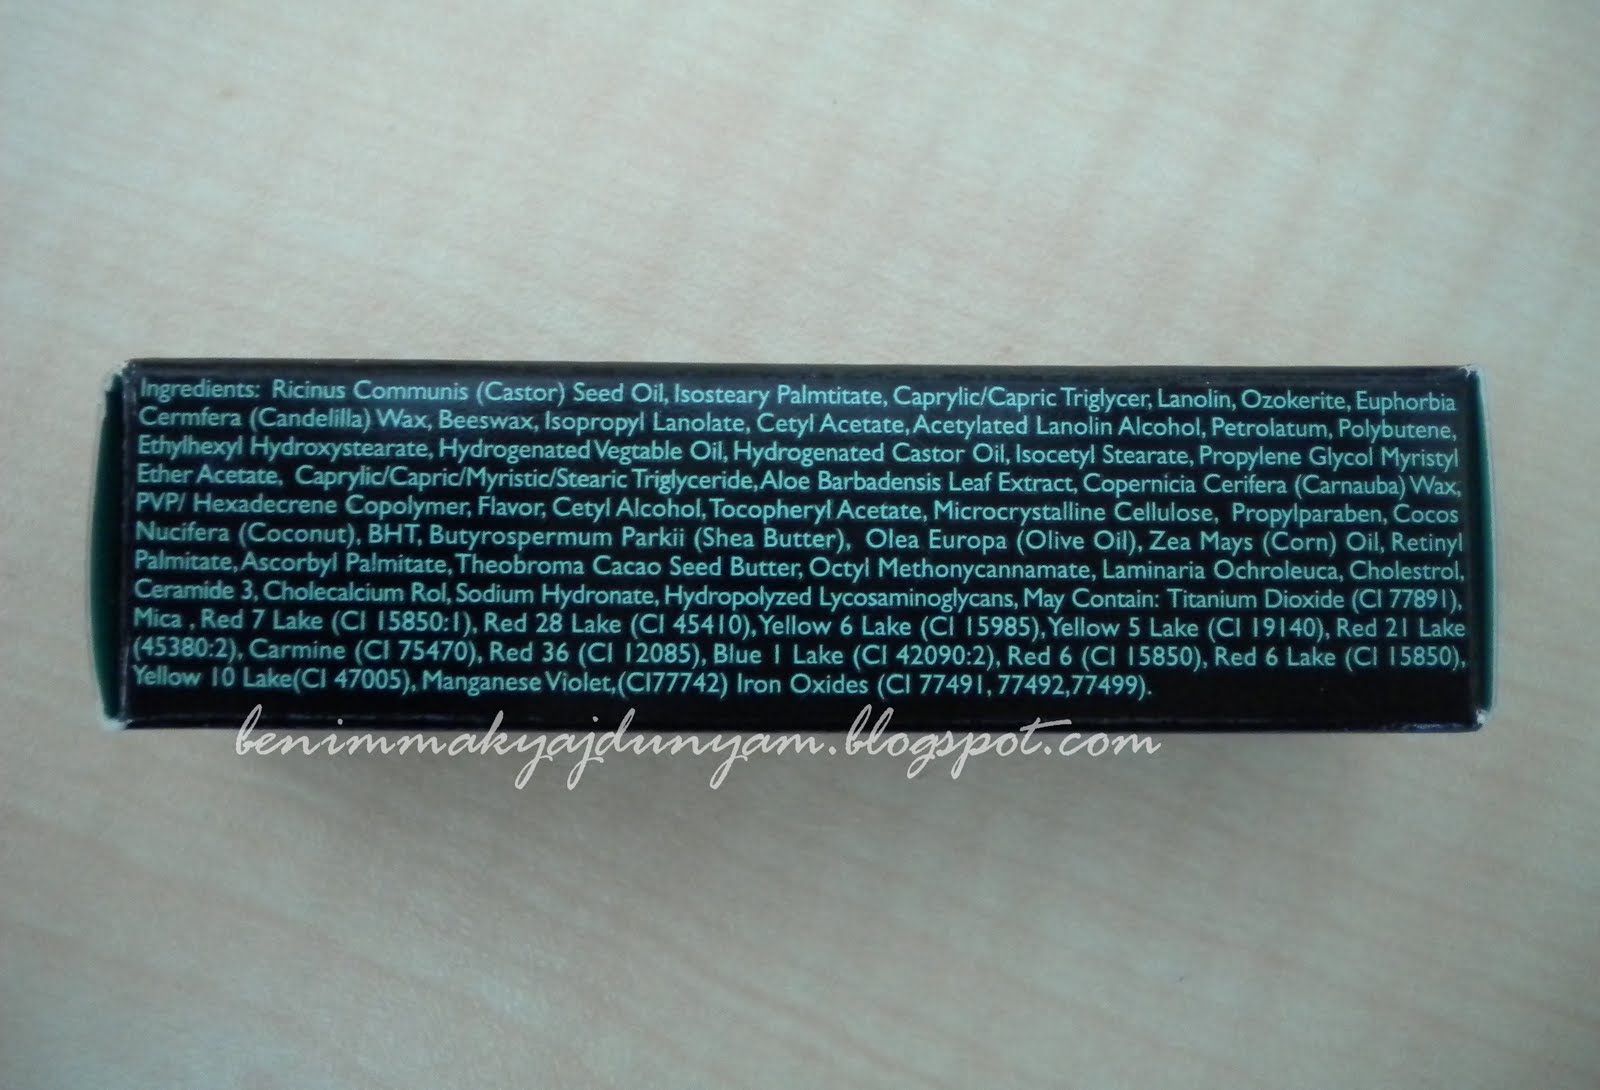 Ingredients: Ricinus Communis (Castor) Seed Oil, Isosteary Palmtitate, Caprylic/Capric Triglycer, Lanolin, Ozokerite, Euphorbia
Cermfera (Candelilla) Wax, Beeswax, Isopropyl Lanolate, Cetyl Acetate, Acetylated Lanolin Alcohol, Petrolatum, Polybutene,
Ethylhexyl Hydroxystearate, Hydrogenated Vegtable Oil, Hydrogenated Castor Oil, Isocetyl Stearate, Propylene Glycol Myristyl
Ether Acetate, Caprylic/Capric/Myristic/Stearic Triglyceride, Aloe Barbadensis Leaf Extract, Copernicia Cerifera (Carnauba) Wax,
PVP/ Hexadecrene Copolymer, Flavor, Cetyl Alcohol, Tocopheryl Acetate, Microcrystalline Cellulose, Propylparaben, Cocos
Nucifera (Coconut), BHT, Butyrospermum Parkii (Shea Butter), Olea Europa (Olive Oil), Zea Mays (Corn) Oil, Retinyl
Palmitate, Ascorbyl Palmitate, Theobroma Cacao Seed Butter, Octyl Methonycannamate, Laminaria Ochroleuca, Cholestrol,
Ceramide 3, Cholecalcium Rol, Sodium Hydronate, Hydropolyzed Lycosaminoglycans, May Contain: Titanium Dioxide (CI 77891),
Mica , Red 7 Lake (CI 15850:1), Red 28 Lake (CI 45410), Yellow 6 Lake (CI 15985), Yellow 5 Lake (CI 19140), Red 21 Lake
(45380:2), Carmine (CI 75470), Red 36 (CI 12085), Blue 1 Lake (CI 42090:2), Red 6 (CI 15850), Red 6 Lake (CI 15850),
Yellow 10 Lake(CI 47005), Manganese Violet,(CI77742) Iron Oxides (CI 77491, 77492,77499).
benimmakyajdunyam.blogspot.com